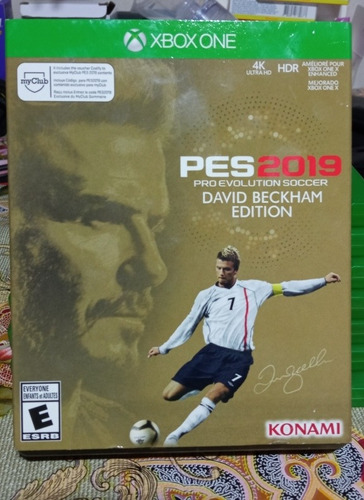 XBOX ONE
myClub
4K
ULTRA HD
HDR
AMÉLIORÉ POUR
XBOX ONE X
ENHANCED
MEJORADO
XBOX ONE X
PES2019
PRO EVOLUTION SOCCER
DAVID BECKHAM
EDITION
7
7
EVERYONE
ENFANTS et ADULTES
E
ESRB
KONAMI